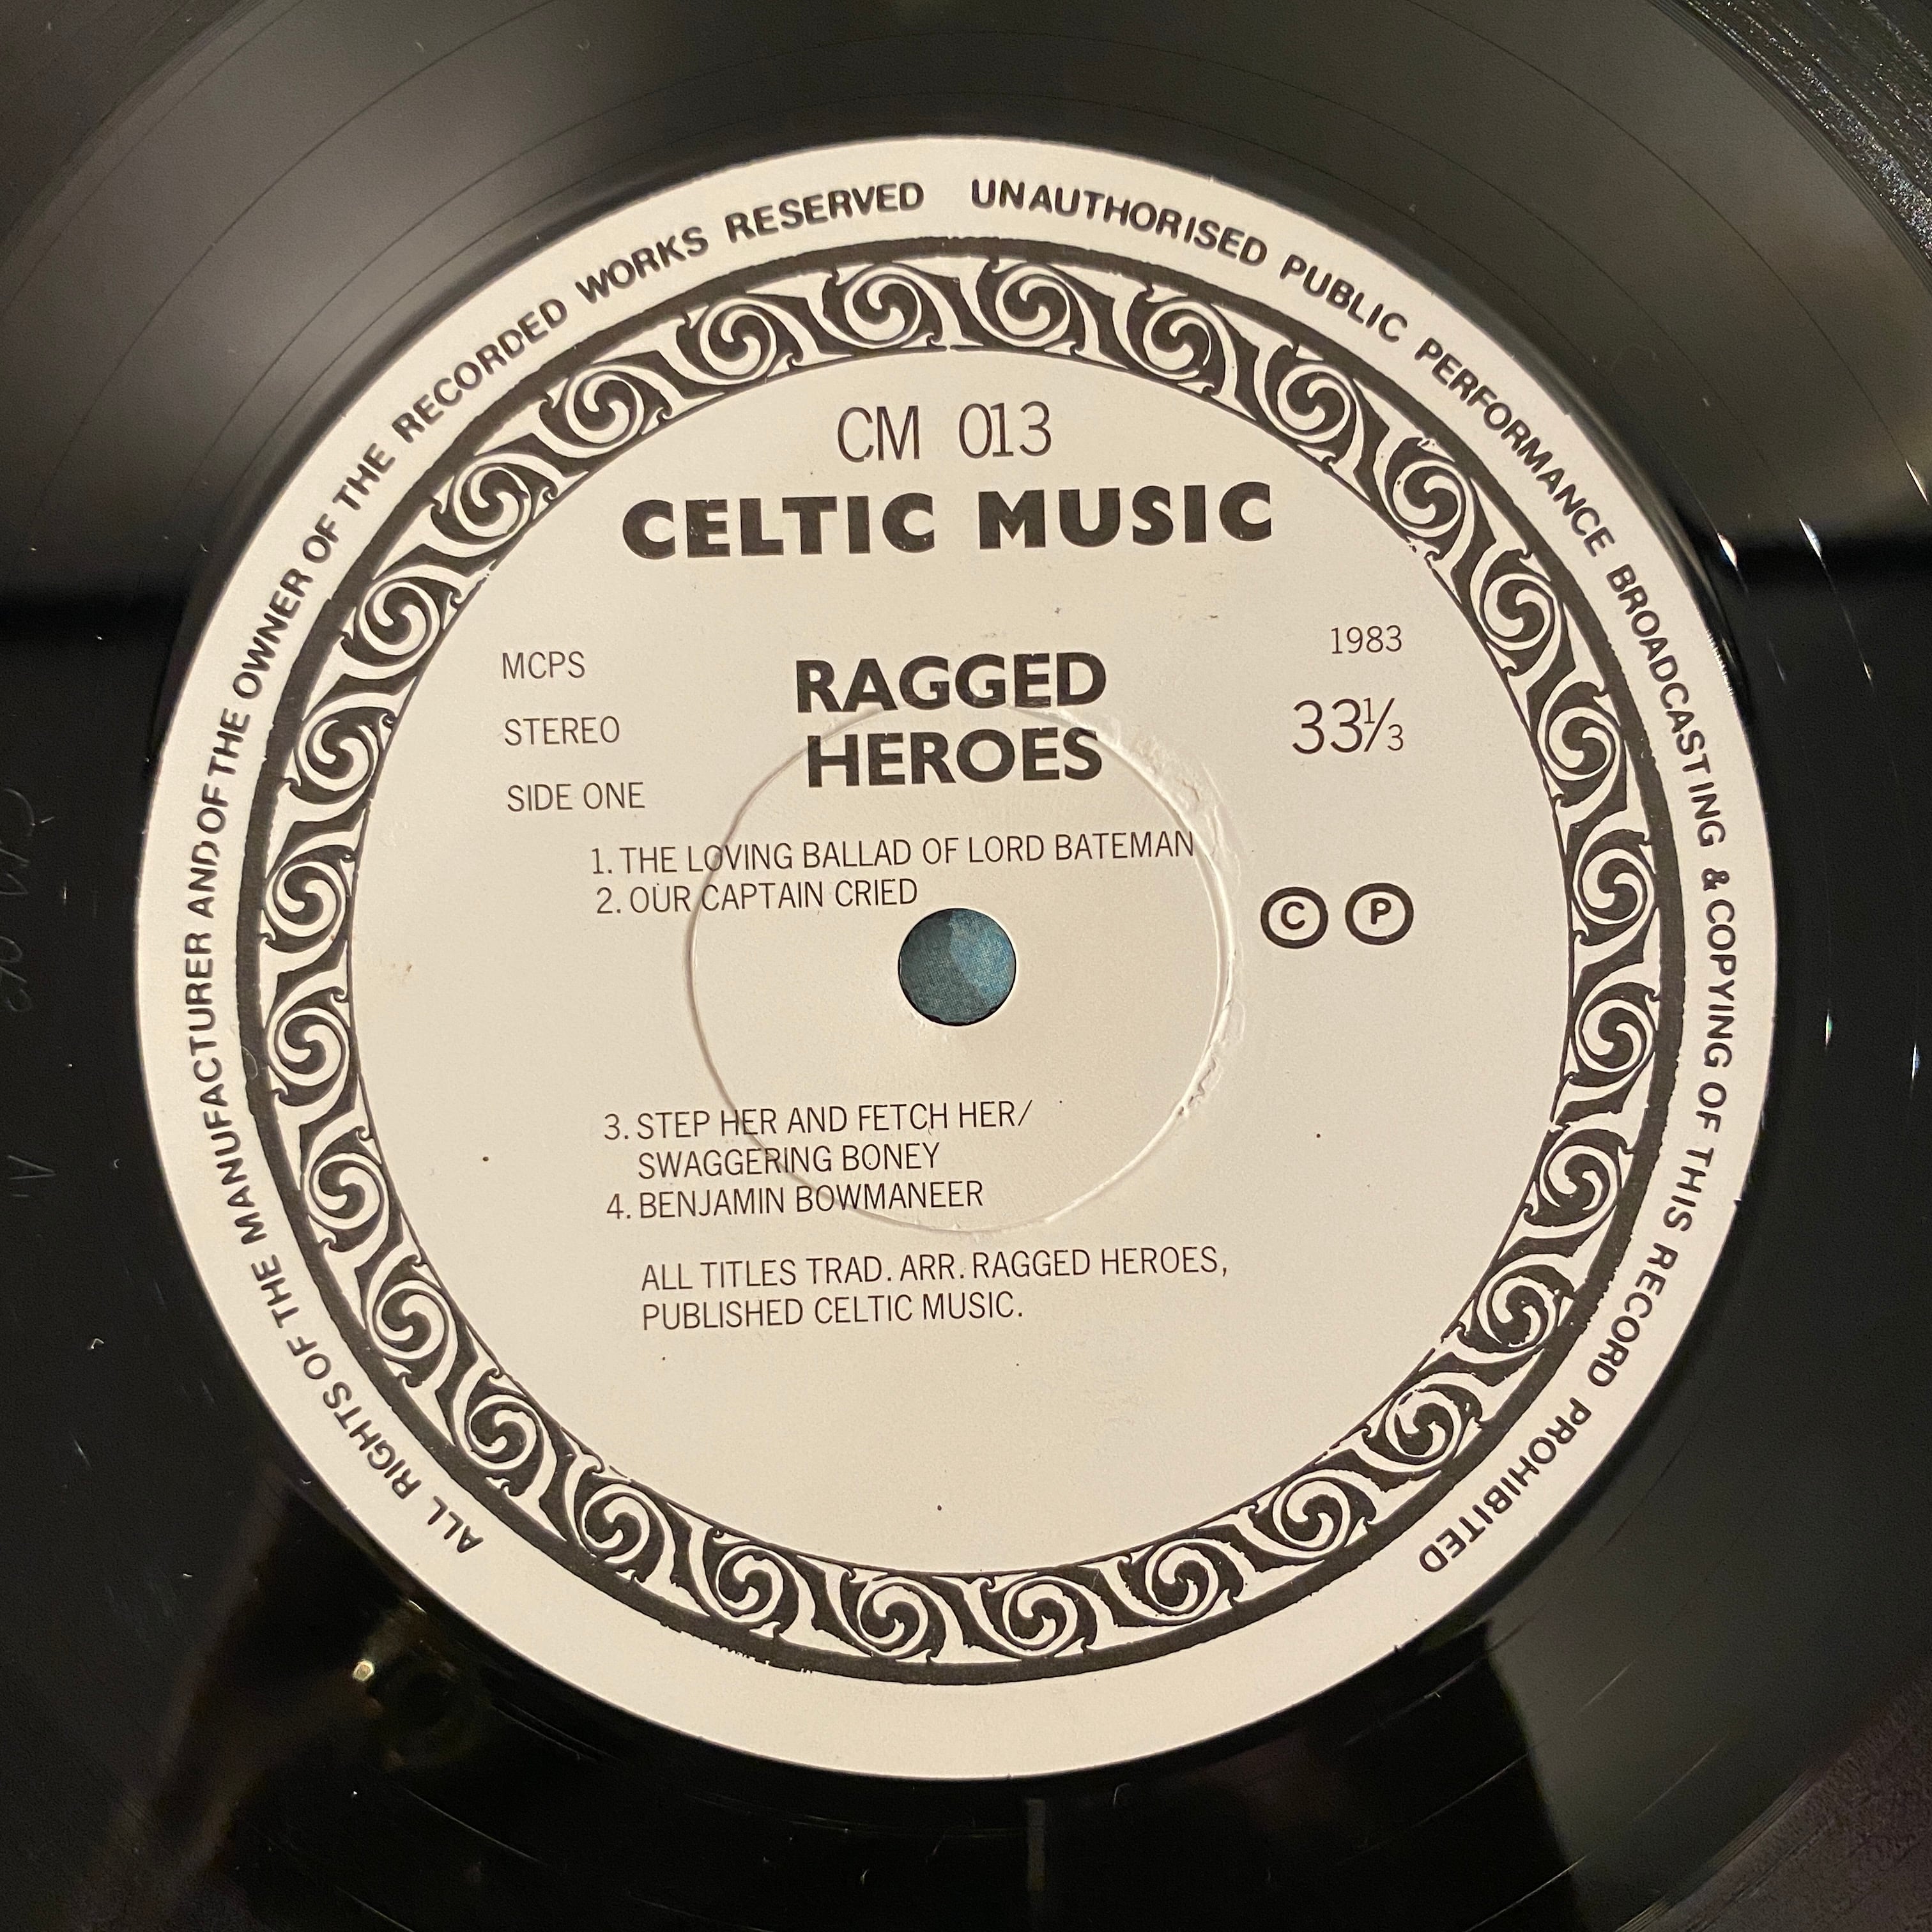 ALL RIGHTS OF THE MANUFACTURER AND OF THE OWNER OF THE RECORDED WORKS RESERVED UNAUTHORISED PUBLIC PERFORMANCE BROADCASTING & COPYING OF THIS RECORD PROHIBITED
CM 013
CELTIC MUSIC
MCPS
STEREO
SIDE ONE
RAGGED
HEROES
1983
33⅓
1. THE LOVING BALLAD OF LORD BATEMAN
2. OUR CAPTAIN CRIED
© Ⓟ
3. STEP HER AND FETCH HER/
SWAGGERING BONEY
4. BENJAMIN BOWMANEER
ALL TITLES TRAD. ARR. RAGGED HEROES,
PUBLISHED CELTIC MUSIC.